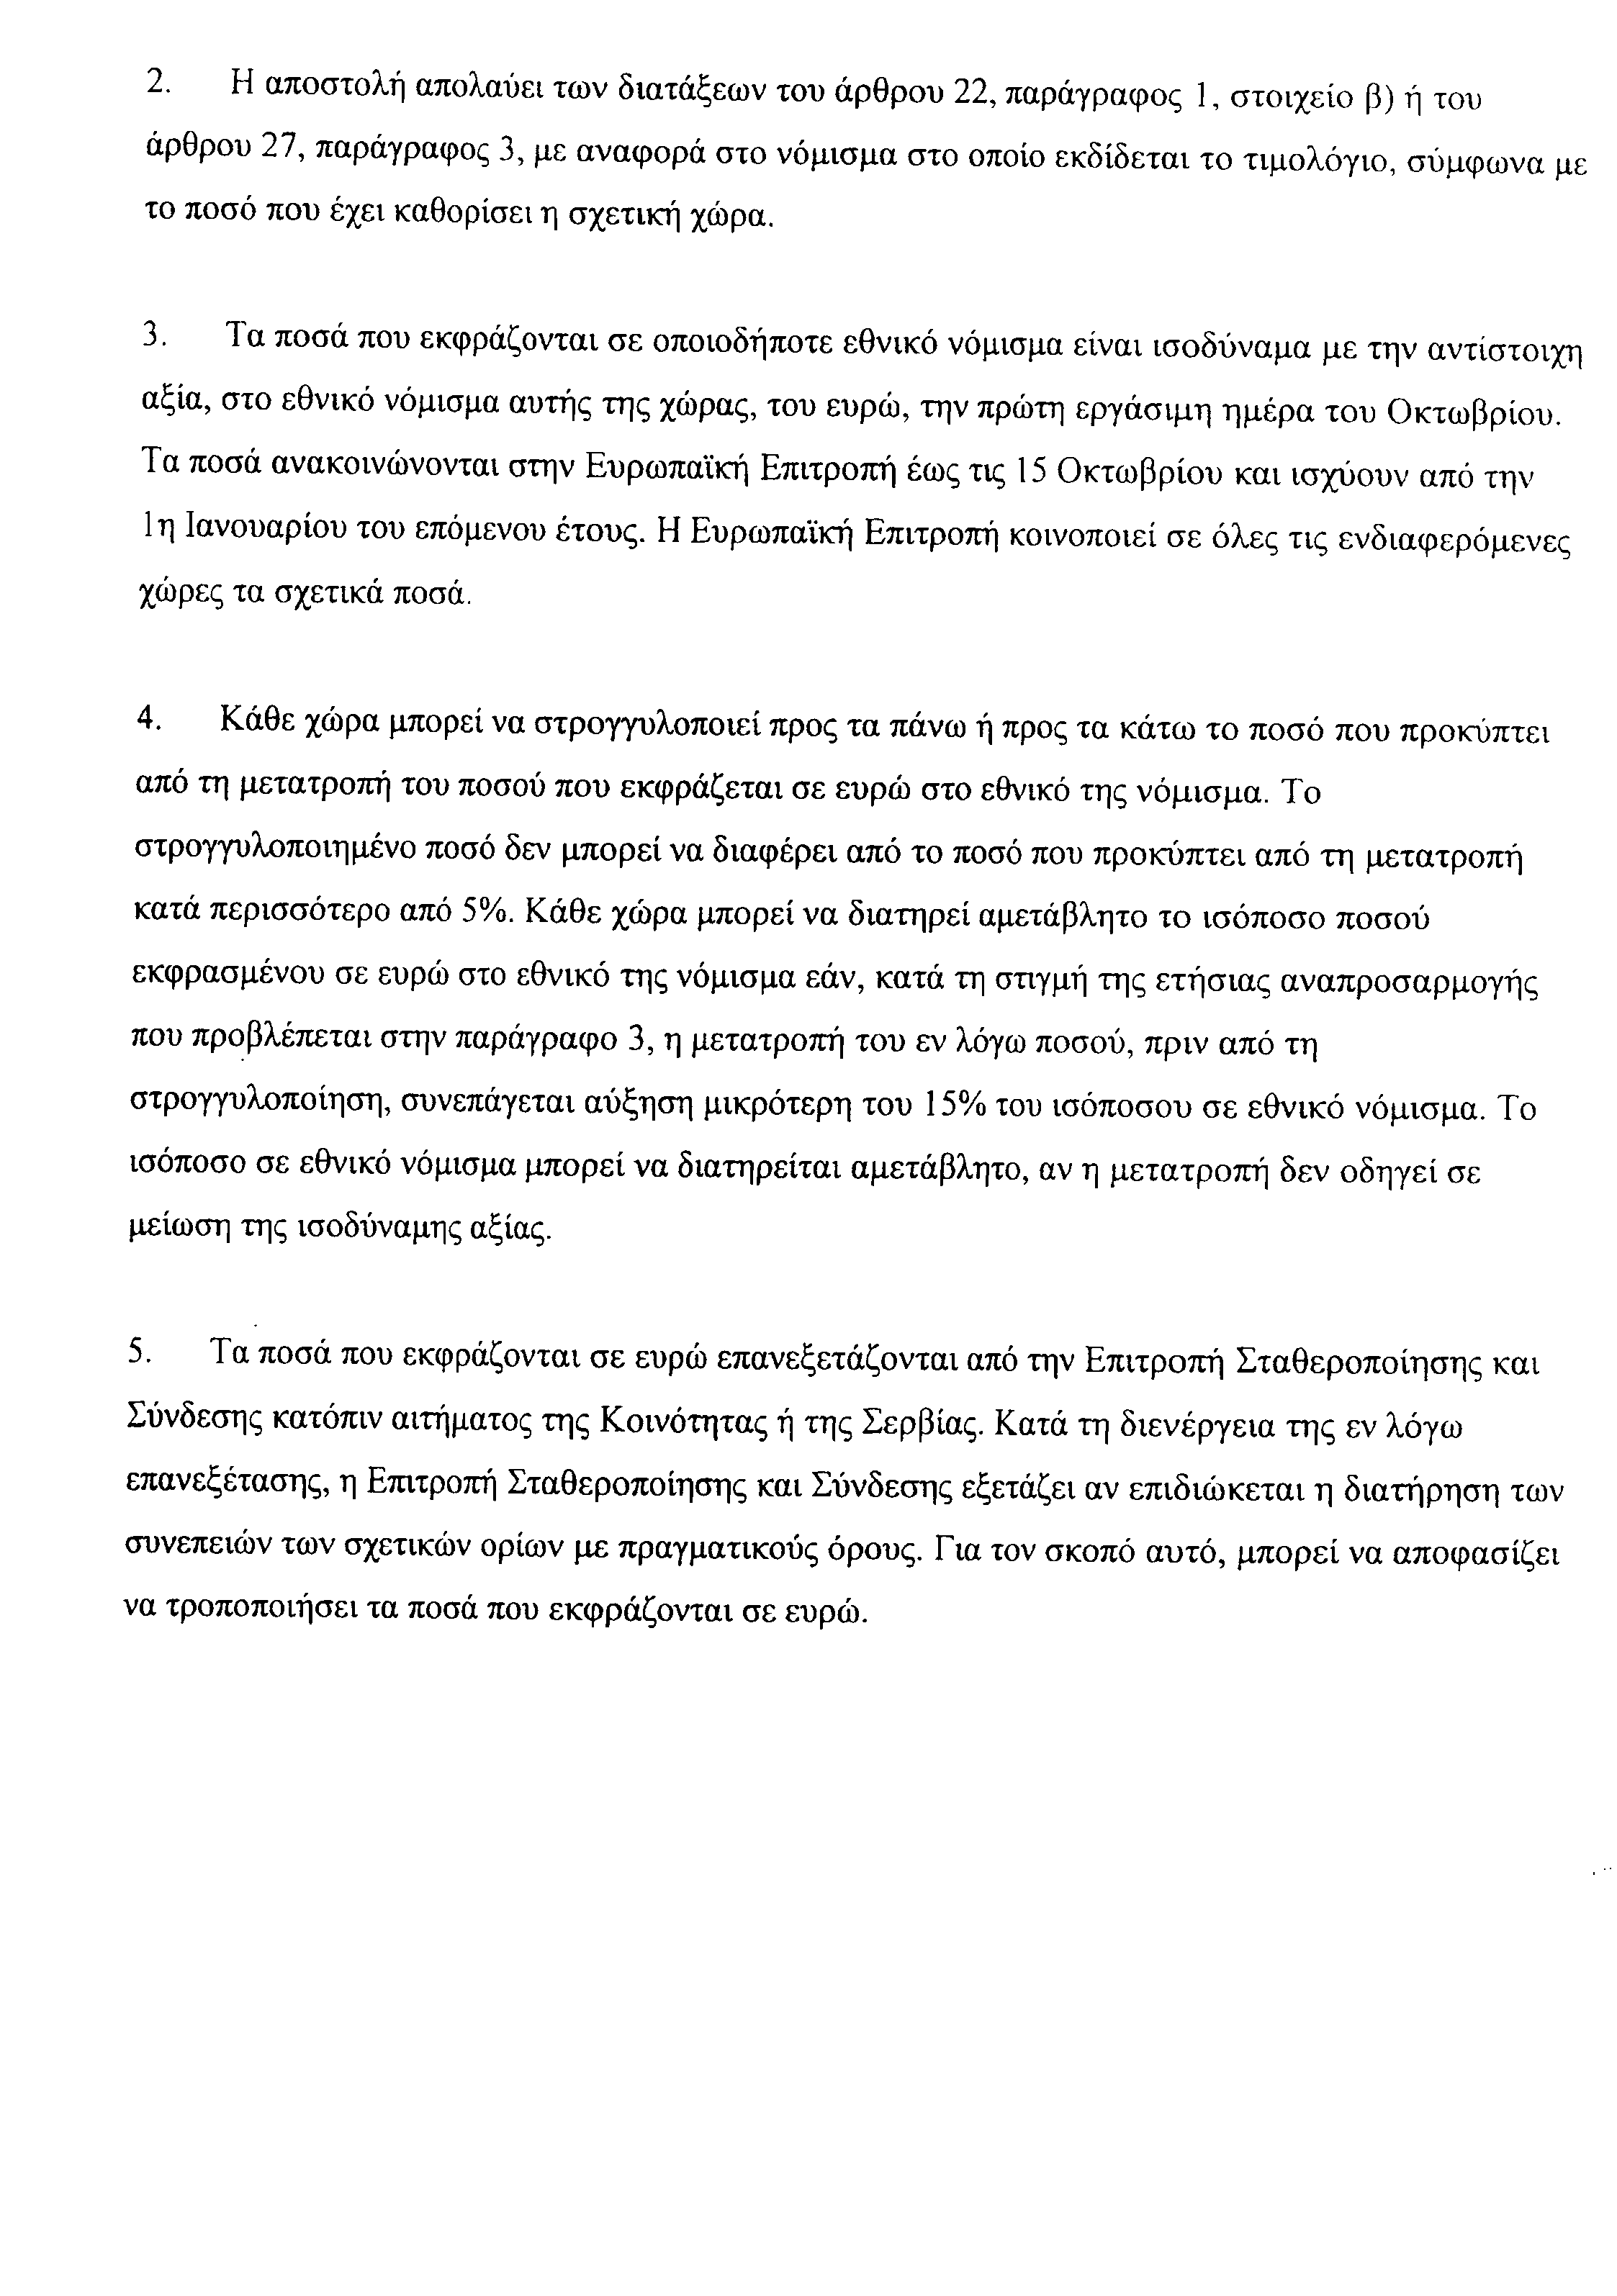 2. Η αποστολή απολαύει των διατάξεων του άρθρου 22, παράγραφος 1, στοιχείο β) ή του
άρθρου 27, παράγραφος 3, με αναφορά στο νόμισμα στο οποίο εκδίδεται το τιμολόγιο, σύμφωνα με
το ποσό που έχει καθορίσει η σχετική χώρα.
3. Τα ποσά που εκφράζονται σε οποιοδήποτε εθνικό νόμισμα είναι ισοδύναμα με την αντίστοιχη
αξία, στο εθνικό νόμισμα αυτής της χώρας, του ευρώ, την πρώτη εργάσιμη ημέρα του Οκτωβρίου.
Τα ποσά ανακοινώνονται στην Ευρωπαϊκή Επιτροπή έως τις 15 Οκτωβρίου και ισχύουν από την
1η Ιανουαρίου του επόμενου έτους. Η Ευρωπαϊκή Επιτροπή κοινοποιεί σε όλες τις ενδιαφερόμενες
χώρες τα σχετικά ποσά.
4. Κάθε χώρα μπορεί να στρογγυλοποιεί προς τα πάνω ή προς τα κάτω το ποσό που προκύπτει
από τη μετατροπή του ποσού που εκφράζεται σε ευρώ στο εθνικό της νόμισμα. Το
στρογγυλοποιημένο ποσό δεν μπορεί να διαφέρει από το ποσό που προκύπτει από τη μετατροπή
κατά περισσότερο από 5%. Κάθε χώρα μπορεί να διατηρεί αμετάβλητο το ισόποσο ποσού
εκφρασμένου σε ευρώ στο εθνικό της νόμισμα εάν, κατά τη στιγμή της ετήσιας αναπροσαρμογής
που προβλέπεται στην παράγραφο 3, η μετατροπή του εν λόγω ποσού, πριν από τη
στρογγυλοποίηση, συνεπάγεται αύξηση μικρότερη του 15% του ισόποσου σε εθνικό νόμισμα. Το
ισόποσο σε εθνικό νόμισμα μπορεί να διατηρείται αμετάβλητο, αν η μετατροπή δεν οδηγεί σε
μείωση της ισοδύναμης αξίας.
5. Τα ποσά που εκφράζονται σε ευρώ επανεξετάζονται από την Επιτροπή Σταθεροποίησης και
Σύνδεσης κατόπιν αιτήματος της Κοινότητας ή της Σερβίας. Κατά τη διενέργεια της εν λόγω
επανεξέτασης, η Επιτροπή Σταθεροποίησης και Σύνδεσης εξετάζει αν επιδιώκεται η διατήρηση των
συνεπειών των σχετικών ορίων με πραγματικούς όρους. Για τον σκοπό αυτό, μπορεί να αποφασίζει
να τροποποιήσει τα ποσά που εκφράζονται σε ευρώ.